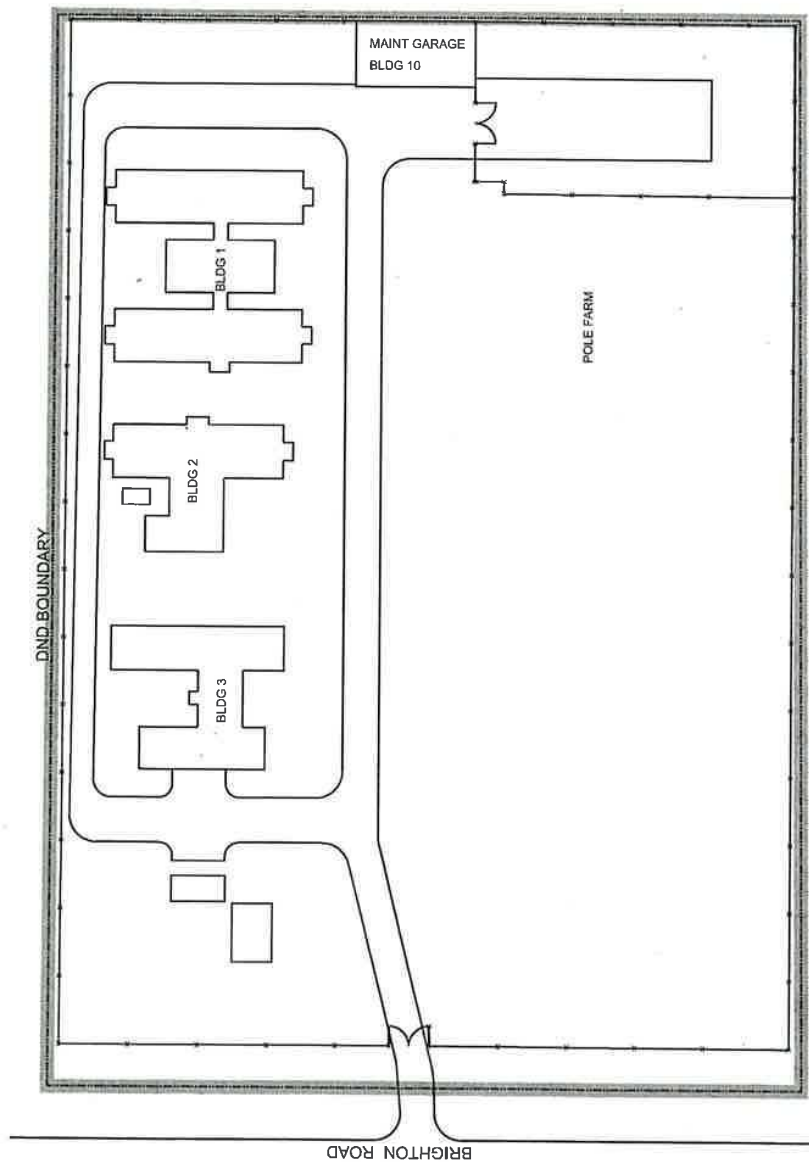 MAINT GARAGE
BLDG 10
BLDG 1
POLE FARM
BLDG 2
DND BOUNDARY
BLDG 3
BRIGHTON ROAD